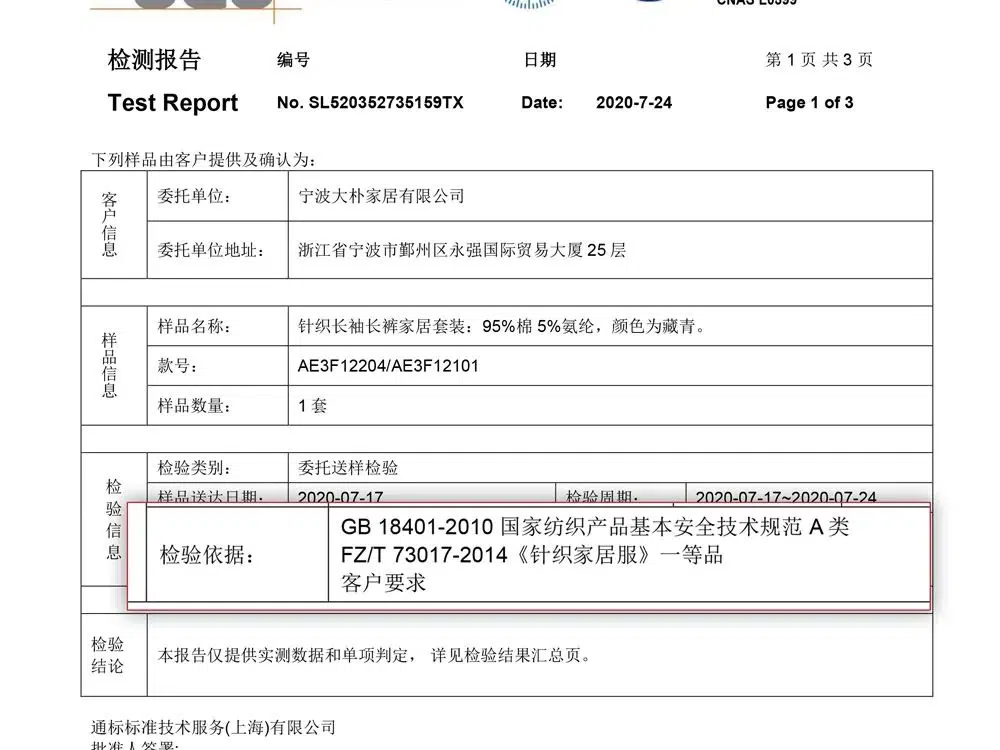 CNAS L0599
检测报告 编号 日期 第 1 页 共 3 页
Test Report No. SL520352735159TX Date: 2020-7-24 Page 1 of 3
下列样品由客户提供及确认为：
客户信息
委托单位： 宁波大朴家居有限公司
委托单位地址： 浙江省宁波市鄞州区永强国际贸易大厦 25 层
样品信息
样品名称： 针织长袖长裤家居套装：95%棉 5%氨纶，颜色为藏青。
款号： AE3F12204/AE3F12101
样品数量： 1 套
检验信息
检验类别： 委托送样检验
样品送达日期： 2020-07-17 检验周期： 2020-07-17~2020-07-24
检验依据：
GB 18401-2010 国家纺织产品基本安全技术规范 A 类
FZ/T 73017-2014《针织家居服》一等品
客户要求
检验结论
本报告仅提供实测数据和单项判定， 详见检验结果汇总页。
通标标准技术服务(上海)有限公司
批准人签署: